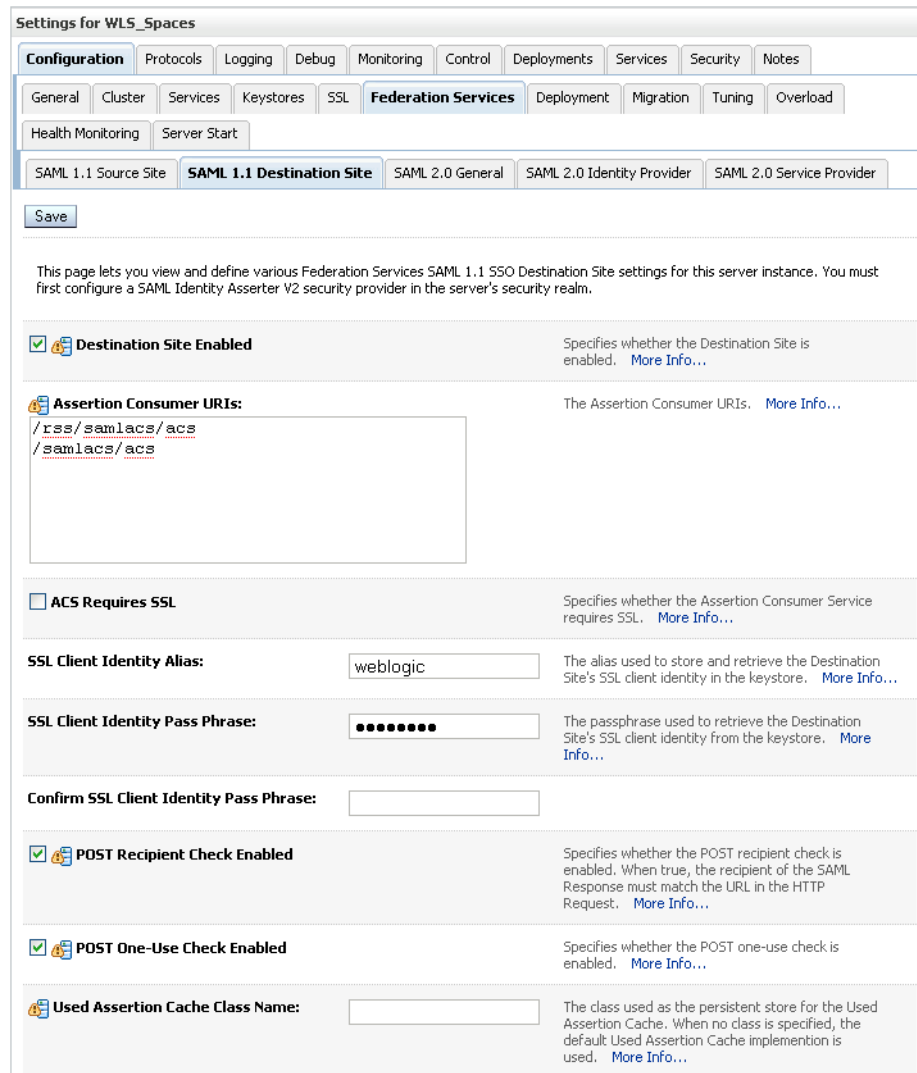 Settings for WLS_Spaces
Configuration Protocols Logging Debug Monitoring Control Deployments Services Security Notes
General Cluster Services Keystores SSL Federation Services Deployment Migration Tuning Overload
Health Monitoring Server Start
SAML 1.1 Source Site SAML 1.1 Destination Site SAML 2.0 General SAML 2.0 Identity Provider SAML 2.0 Service Provider
Save
This page lets you view and define various Federation Services SAML 1.1 SSO Destination Site settings for this server instance. You must
first configure a SAML Identity Asserter V2 security provider in the server's security realm.
Destination Site Enabled
Specifies whether the Destination Site is
enabled. More Info...
Assertion Consumer URIs:
The Assertion Consumer URIs. More Info...
/rss/samlacs/acs
/samlacs/acs
ACS Requires SSL
Specifies whether the Assertion Consumer Service
requires SSL. More Info...
SSL Client Identity Alias:
weblogic
The alias used to store and retrieve the Destination
Site's SSL client identity in the keystore. More Info...
SSL Client Identity Pass Phrase:
●●●●●●●●
The passphrase used to retrieve the Destination
Site's SSL client identity from the keystore. More
Info...
Confirm SSL Client Identity Pass Phrase:
POST Recipient Check Enabled
Specifies whether the POST recipient check is
enabled. When true, the recipient of the SAML
Response must match the URL in the HTTP
Request. More Info...
POST One-Use Check Enabled
Specifies whether the POST one-use check is
enabled. More Info...
Used Assertion Cache Class Name:
The class used as the persistent store for the Used
Assertion Cache. When no class is specified, the
default Used Assertion Cache implemention is
used. More Info...